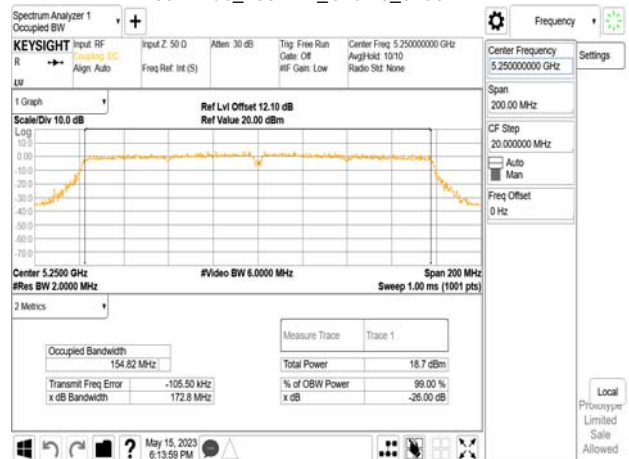 Spectrum Analyzer 1
Occupied BW
Frequency
KEYSIGHT
R
Input: RF
Coupling: DC
Align: Auto
Input Z: 50 Ω
Freq Ref: Int (S)
Atten: 30 dB
Trig: Free Run
Gate: Off
#IF Gain: Low
Center Freq: 5.250000000 GHz
Avg|Hold: 10/10
Radio Std: None
LXI
1 Graph
Ref Lvl Offset 12.10 dB
Scale/Div 10.0 dB
Ref Value 20.00 dBm
Log
10.0
0.00
-10.0
-20.0
-30.0
-40.0
-50.0
-60.0
-70.0
Center 5.2500 GHz
#Video BW 6.0000 MHz
Span 200 MHz
#Res BW 2.0000 MHz
Sweep 1.00 ms (1001 pts)
2 Metrics
Measure Trace
Trace 1
Occupied Bandwidth
154.82 MHz
Total Power
18.7 dBm
Transmit Freq Error
-105.50 kHz
% of OBW Power
99.00 %
x dB Bandwidth
172.8 MHz
x dB
-26.00 dB
Center Frequency
5.250000000 GHz
Settings
Span
200.00 MHz
CF Step
20.000000 MHz
Auto
Man
Freq Offset
0 Hz
Local
Prototype
Limited
Sale
Allowed
May 15, 2023
6:13:59 PM